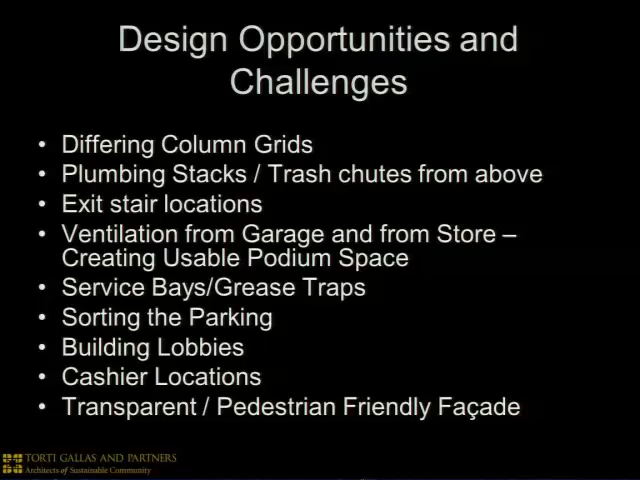 Design Opportunities and
Challenges
• Differing Column Grids
• Plumbing Stacks / Trash chutes from above
• Exit stair locations
• Ventilation from Garage and from Store –
Creating Usable Podium Space
• Service Bays/Grease Traps
• Sorting the Parking
• Building Lobbies
• Cashier Locations
• Transparent / Pedestrian Friendly Façade
TORTI GALLAS AND PARTNERS
Architects of Sustainable Community